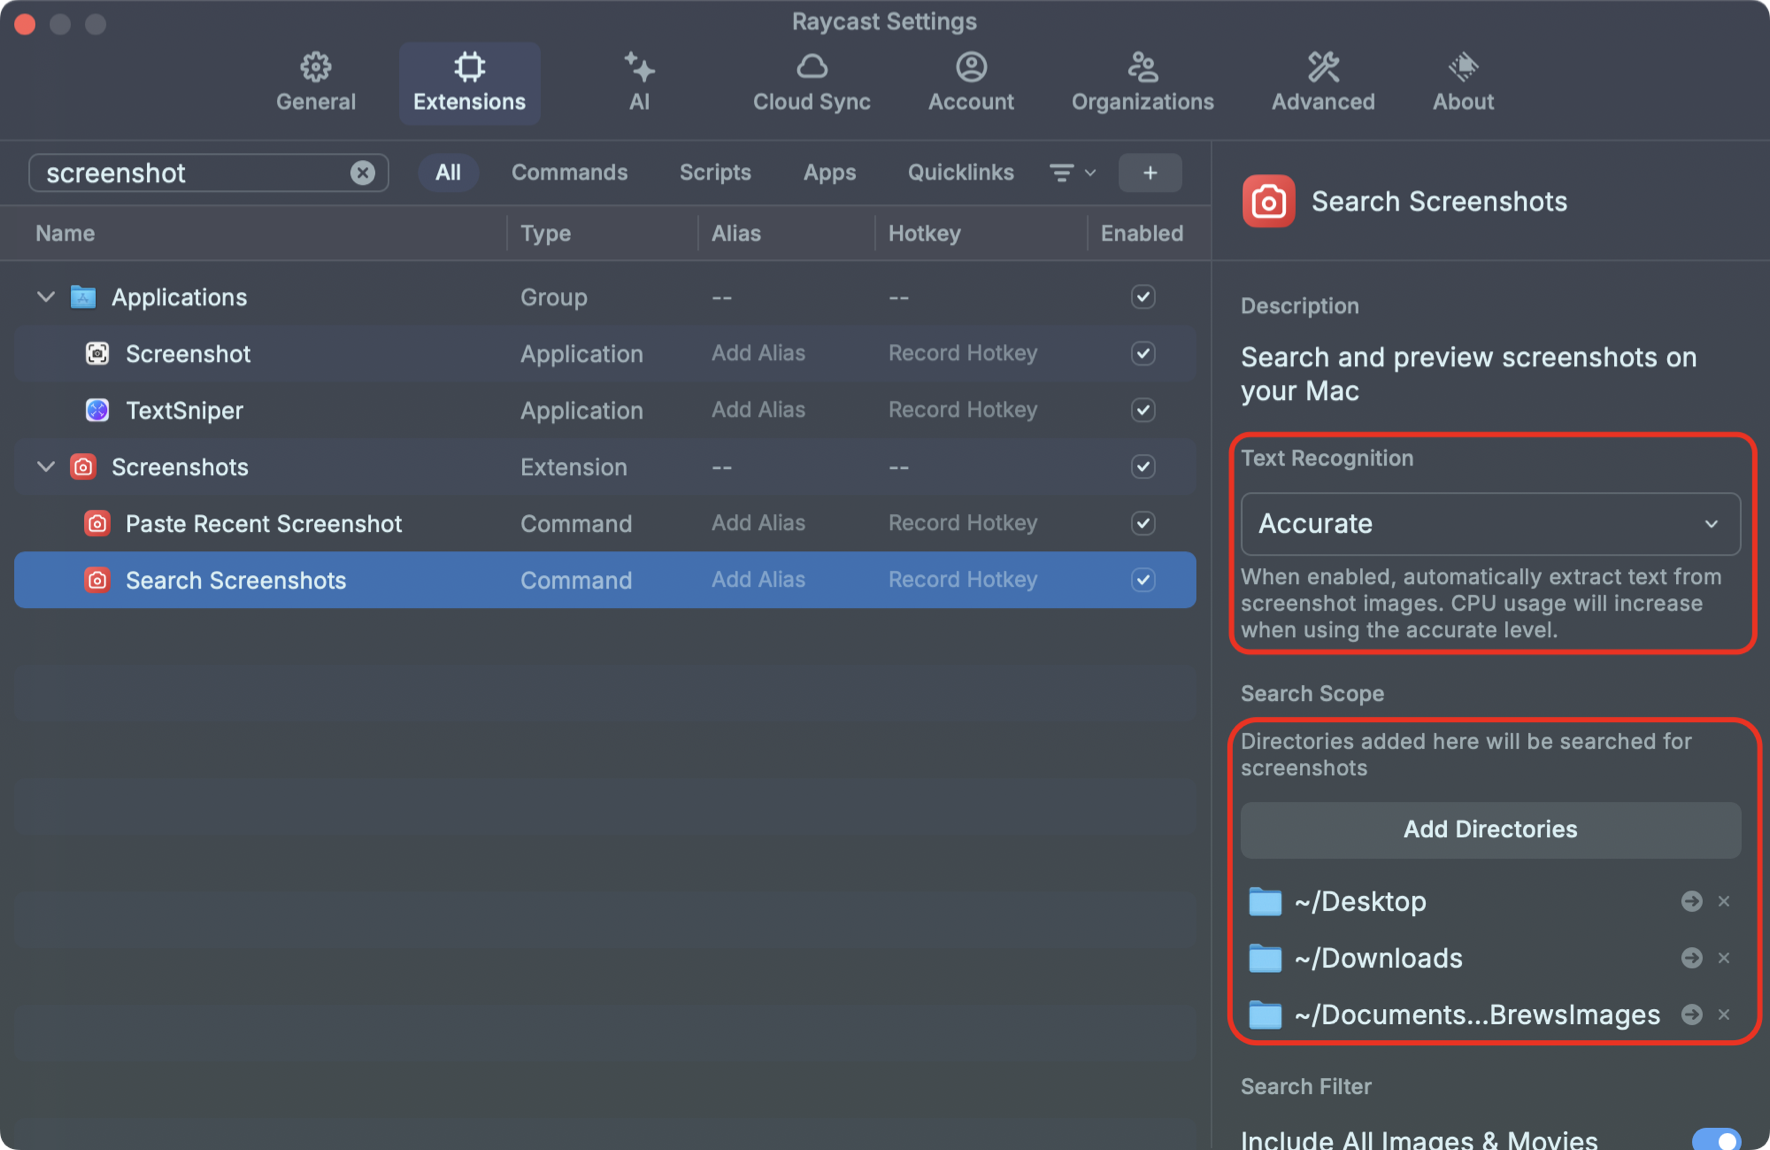 Raycast Settings
General
Extensions
AI
Cloud Sync
Account
Organizations
Advanced
About
screenshot
All
Commands
Scripts
Apps
Quicklinks
+
Name Type Alias Hotkey Enabled
Applications Group -- --
Screenshot Application Add Alias Record Hotkey
TextSniper Application Add Alias Record Hotkey
Screenshots Extension -- --
Paste Recent Screenshot Command Add Alias Record Hotkey
Search Screenshots Command Add Alias Record Hotkey
Search Screenshots
Description
Search and preview screenshots on
your Mac
Text Recognition
Accurate
When enabled, automatically extract text from
screenshot images. CPU usage will increase
when using the accurate level.
Search Scope
Directories added here will be searched for
screenshots
Add Directories
~/Desktop
~/Downloads
~/Documents...BrewsImages
Search Filter
Include All Images & Movies